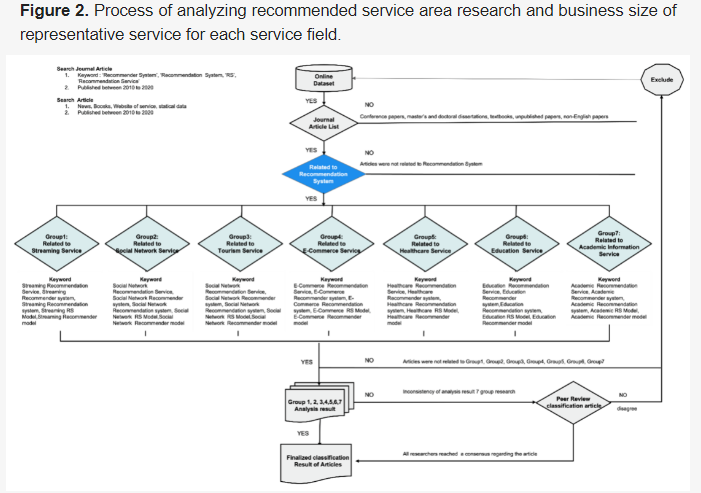 Figure 2. Process of analyzing recommended service area research and business size of
representative service for each service field.
Search Journal Article
1. Keyword : "Recommender System", "Recommendation System, "RS",
"Recommendation Service"
2. Published between 2010 to 2020
Search Article
1. News, Books, Website of service, statical data
2. Published between 2010 to 2020
Online
Dataset
Exclude
YES
NO
Journal
Article List
Conference papers, master's and doctoral dissertations, textbooks, unpublished papers, non-English papers
YES
NO
Related to
Recommendation
System
Articles were not related to Recommendation System
YES
Group1:
Related to
Streaming Service
Group2:
Related to
Social Network Service
Group3:
Related to
Tourism Service
Group4:
Related to
E-Commerce Service
Group5:
Related to
Healthcare Service
Group6:
Related to
Education Service
Group7:
Related to
Academic Information
Service
Keyword
Streaming Recommendation
Service, Streaming
Recommender system,
Streaming Recommendation
system, Streaming RS
Model,Streaming Recommender
model
Keyword
Social Network
Recommendation Service,
Social Network Recommender
system, Social Network
Recommendation system, Social
Network RS Model,Social
Network Recommender model
Keyword
Social Network
Recommendation Service,
Social Network Recommender
system, Social Network
Recommendation system, Social
Network RS Model,Social
Network Recommender model
Keyword
E-Commerce Recommendation
Service, E-Commerce
Recommender system, E-
Commerce Recommendation
system, E-Commerce RS Model,
E-Commerce Recommender
model
Keyword
Healthcare Recommendation
Service, Healthcare
Recommender system,
Healthcare Recommendation
system, Healthcare RS Model,
Healthcare Recommender
model
Keyword
Education Recommendation
Service, Education
Recommender
system,Education
Recommendation system,
Education RS Model, Education
Recommender model
Keyword
Academic Recommendation
Service, Academic
Recommender system,
Academic Recommendation
system, Academic RS Model,
Academic Recommender model
YES
NO
Articles were not related to Group1, Group2, Group3, Group4, Group5, Group6, Group7
Group 1, 2, 3,4,5,6,7
Analysis result
NO
Inconsistency of analysis result 7 group research
Peer Review
classification article
NO
disagree
YES
Finalized classification
Result of Articles
All researchers reached a consensus regarding the article